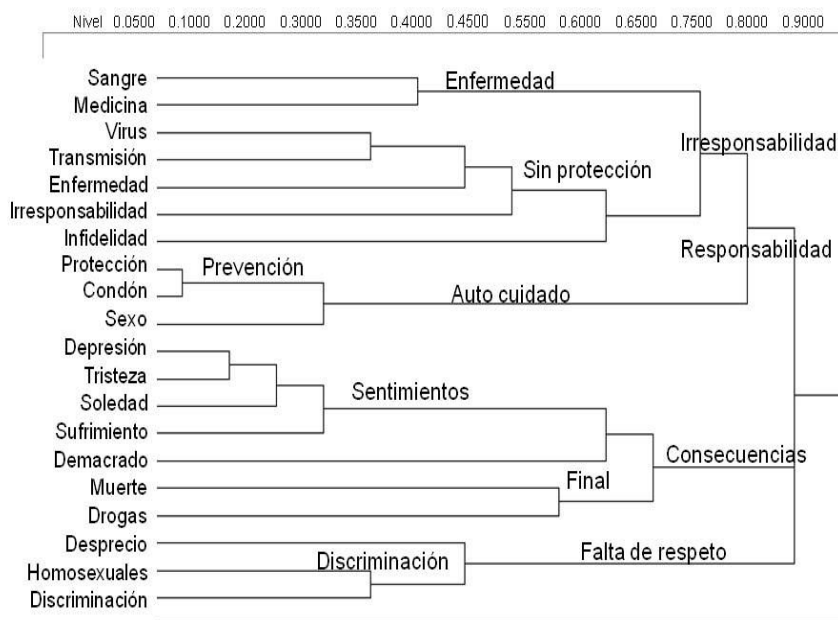 Nivel 0.0500 0.1000 0.2000 0.3000 0.3500 0.4000 0.4500 0.5500 0.6000 0.6500 0.7500 0.8000 0.9000
Sangre
Enfermedad
Medicina
Virus
Irresponsabilidad
Transmisión
Sin protección
Enfermedad
Irresponsabilidad
Infidelidad
Responsabilidad
Protección
Prevención
Condón
Auto cuidado
Sexo
Depresión
Tristeza
Sentimientos
Soledad
Sufrimiento
Consecuencias
Demacrado
Final
Muerte
Drogas
Desprecio
Falta de respeto
Discriminación
Homosexuales
Discriminación